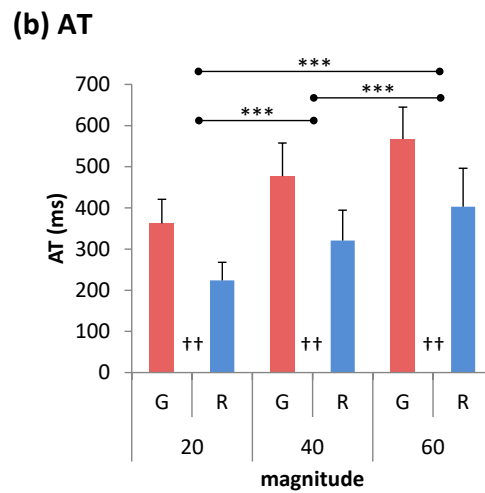 (b) AT
***
700
***
***
600
500
400
300
200
100
0
AT (ms)
†† †† ††
G R G R G R
20 40 60
magnitude